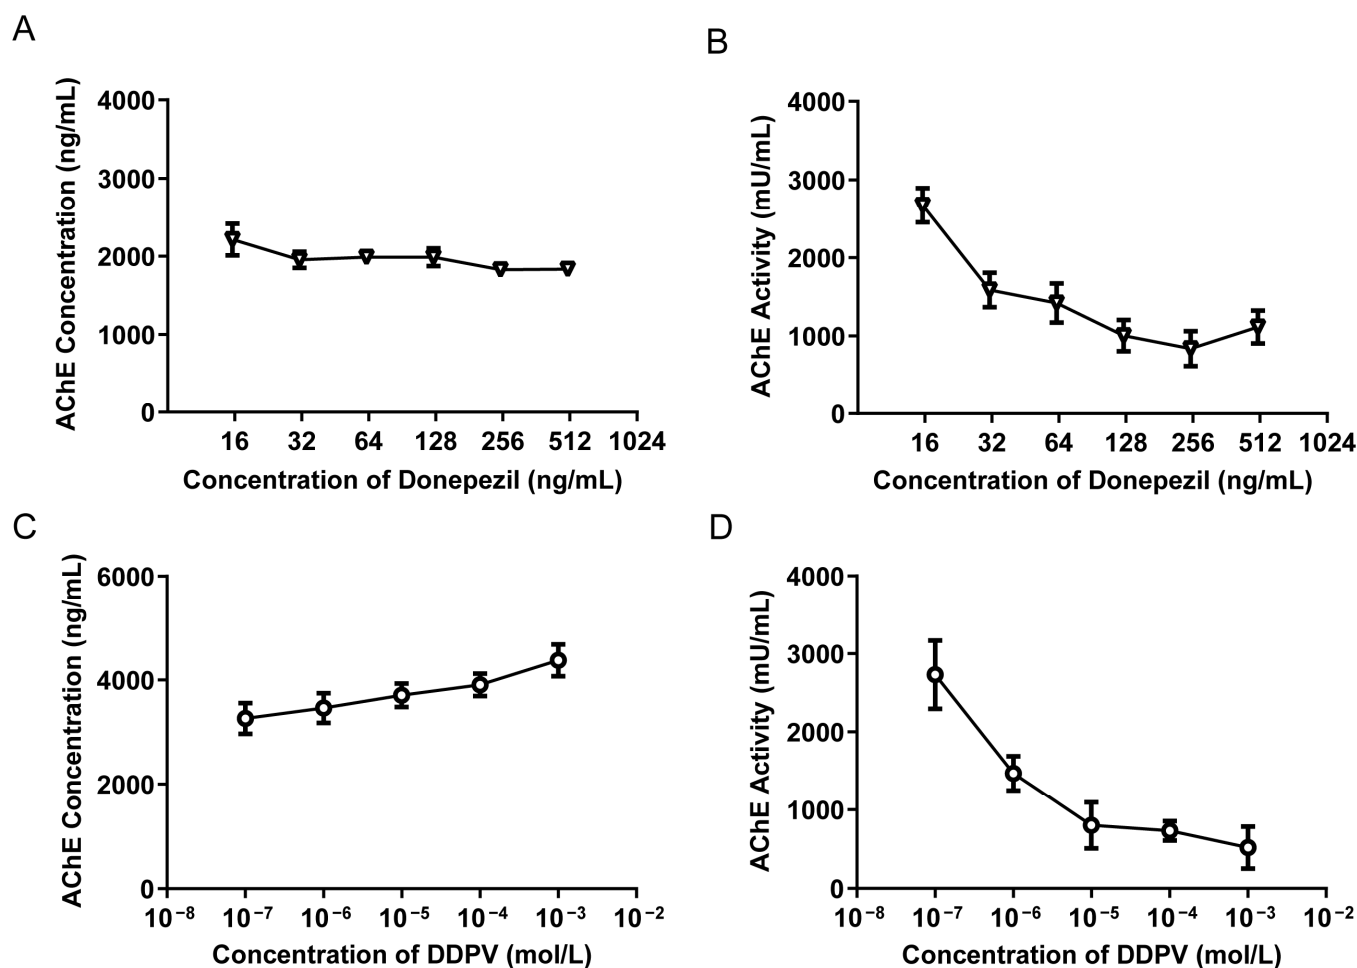 A
AChE Concentration (ng/mL)
4000
3000
2000
1000
0
16 32 64 128 256 512 1024
Concentration of Donepezil (ng/mL)
B
AChE Activity (mU/mL)
4000
3000
2000
1000
0
16 32 64 128 256 512 1024
Concentration of Donepezil (ng/mL)
C
AChE Concentration (ng/mL)
6000
4000
2000
0
10⁻⁸ 10⁻⁷ 10⁻⁶ 10⁻⁵ 10⁻⁴ 10⁻³ 10⁻²
Concentration of DDPV (mol/L)
D
AChE Activity (mU/mL)
4000
3000
2000
1000
0
10⁻⁸ 10⁻⁷ 10⁻⁶ 10⁻⁵ 10⁻⁴ 10⁻³ 10⁻²
Concentration of DDPV (mol/L)